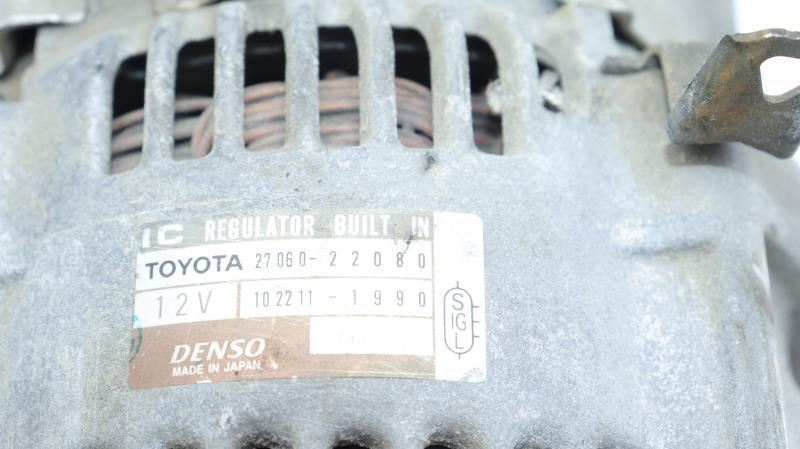 IC REGULATOR BUILT IN
TOYOTA 27060-22080
12V 102211-1990
S
IG
L
DENSO
MADE IN JAPAN